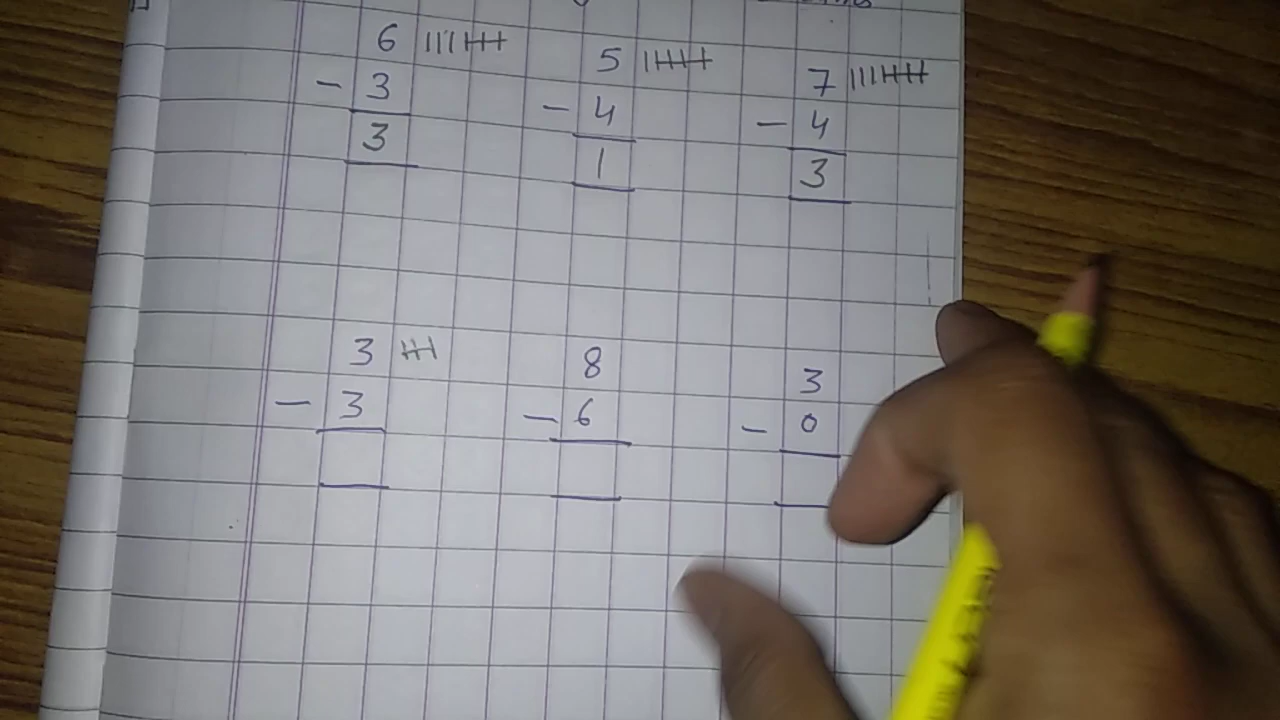 6 5 7
- 3 - 4 - 4
3 1 3
3 8 3
- 3 - 6 - 0